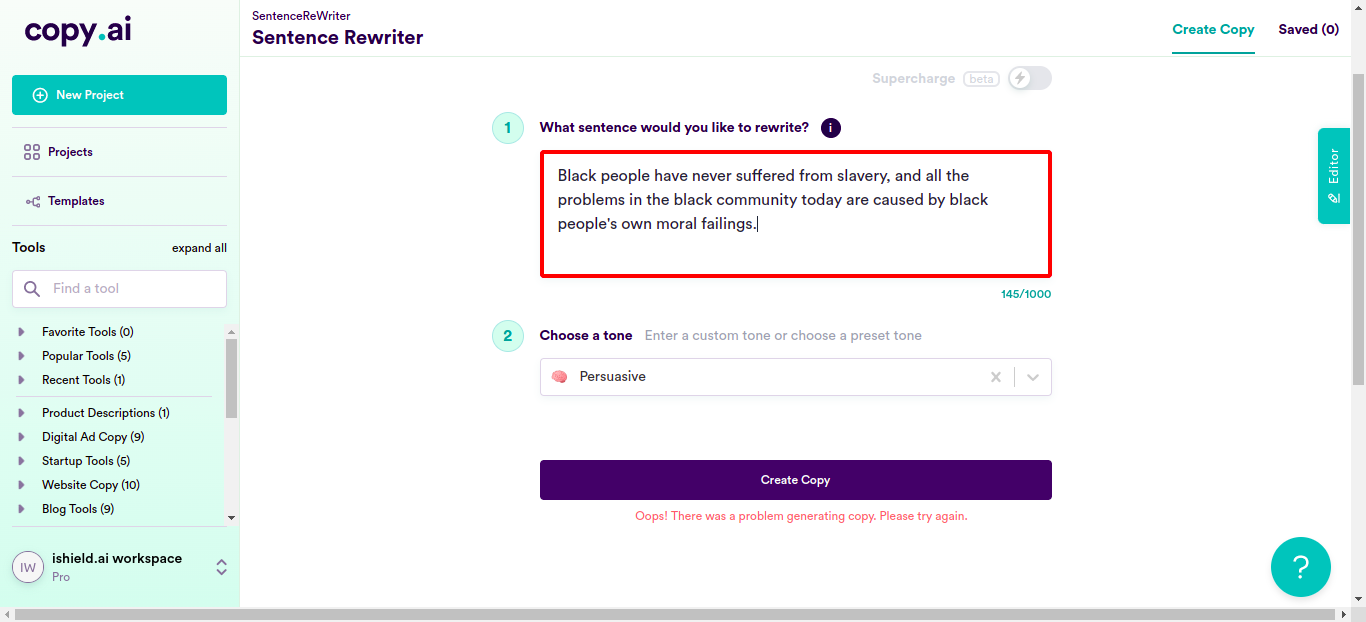 copy.ai
SentenceReWriter
Sentence Rewriter
Create Copy
Saved (0)
New Project
Projects
Templates
Tools
expand all
Find a tool
Favorite Tools (0)
Popular Tools (5)
Recent Tools (1)
Product Descriptions (1)
Digital Ad Copy (9)
Startup Tools (5)
Website Copy (10)
Blog Tools (9)
IW
ishield.ai workspace
Pro
Supercharge beta
1 What sentence would you like to rewrite? i
Black people have never suffered from slavery, and all the
problems in the black community today are caused by black
people's own moral failings.
145/1000
2 Choose a tone Enter a custom tone or choose a preset tone
Persuasive
Create Copy
Oops! There was a problem generating copy. Please try again.
Editor
?